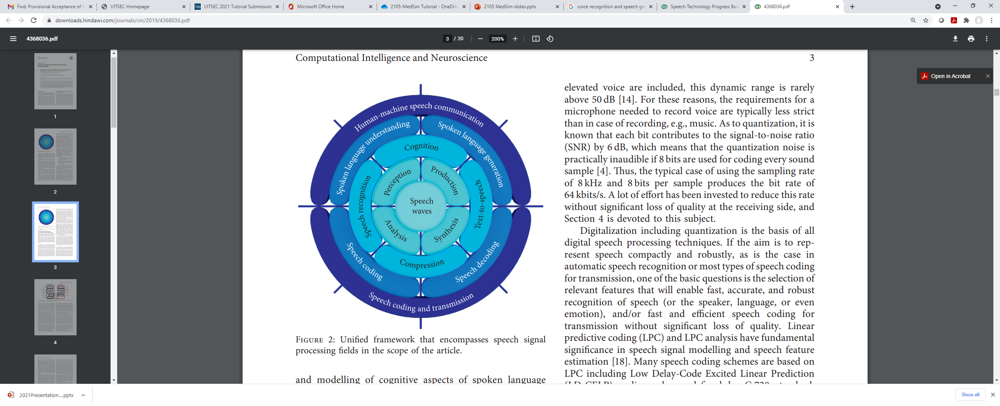 Fwd: Provisional Acceptance of I/
I/ITSEC Homepage
I/ITSEC 2021 Tutorial Submission
Microsoft Office Home
2105-MedSim Tutorial - OneDriv
2105 MedSim-slides.pptx
voice recognition and speech ge
Speech Technology Progress Bas
4368036.pdf
downloads.hindawi.com/journals/cin/2019/4368036.pdf
4368036.pdf
3 / 20
200%
1
2
3
4
Open in Acrobat
Computational Intelligence and Neuroscience
3
Human-machine speech communication
Spoken language understanding
Spoken language generation
Cognition
Perception
Production
Speech recognition
Text-to-speech
Speech
waves
Analysis
Synthesis
Compression
Speech coding
Speech decoding
Speech coding and transmission
FIGURE 2: Unified framework that encompasses speech signal
processing fields in the scope of the article.
and modelling of cognitive aspects of spoken language
elevated voice are included, this dynamic range is rarely
above 50 dB [14]. For these reasons, the requirements for a
microphone needed to record voice are typically less strict
than in case of recording, e.g., music. As to quantization, it is
known that each bit contributes to the signal-to-noise ratio
(SNR) by 6 dB, which means that the quantization noise is
practically inaudible if 8 bits are used for coding every sound
sample [4]. Thus, the typical case of using the sampling rate
of 8 kHz and 8 bits per sample produces the bit rate of
64 kbits/s. A lot of effort has been invested to reduce this rate
without significant loss of quality at the receiving side, and
Section 4 is devoted to this subject.
Digitalization including quantization is the basis of all
digital speech processing techniques. If the aim is to rep-
resent speech compactly and robustly, as is the case in
automatic speech recognition or most types of speech coding
for transmission, one of the basic questions is the selection of
relevant features that will enable fast, accurate, and robust
recognition of speech (or the speaker, language, or even
emotion), and/or fast and efficient speech coding for
transmission without significant loss of quality. Linear
predictive coding (LPC) and LPC analysis have fundamental
significance in speech signal modelling and speech feature
estimation [18]. Many speech coding schemes are based on
LPC including Low Delay-Code Excited Linear Prediction
2021Presentation....pptx
Show all